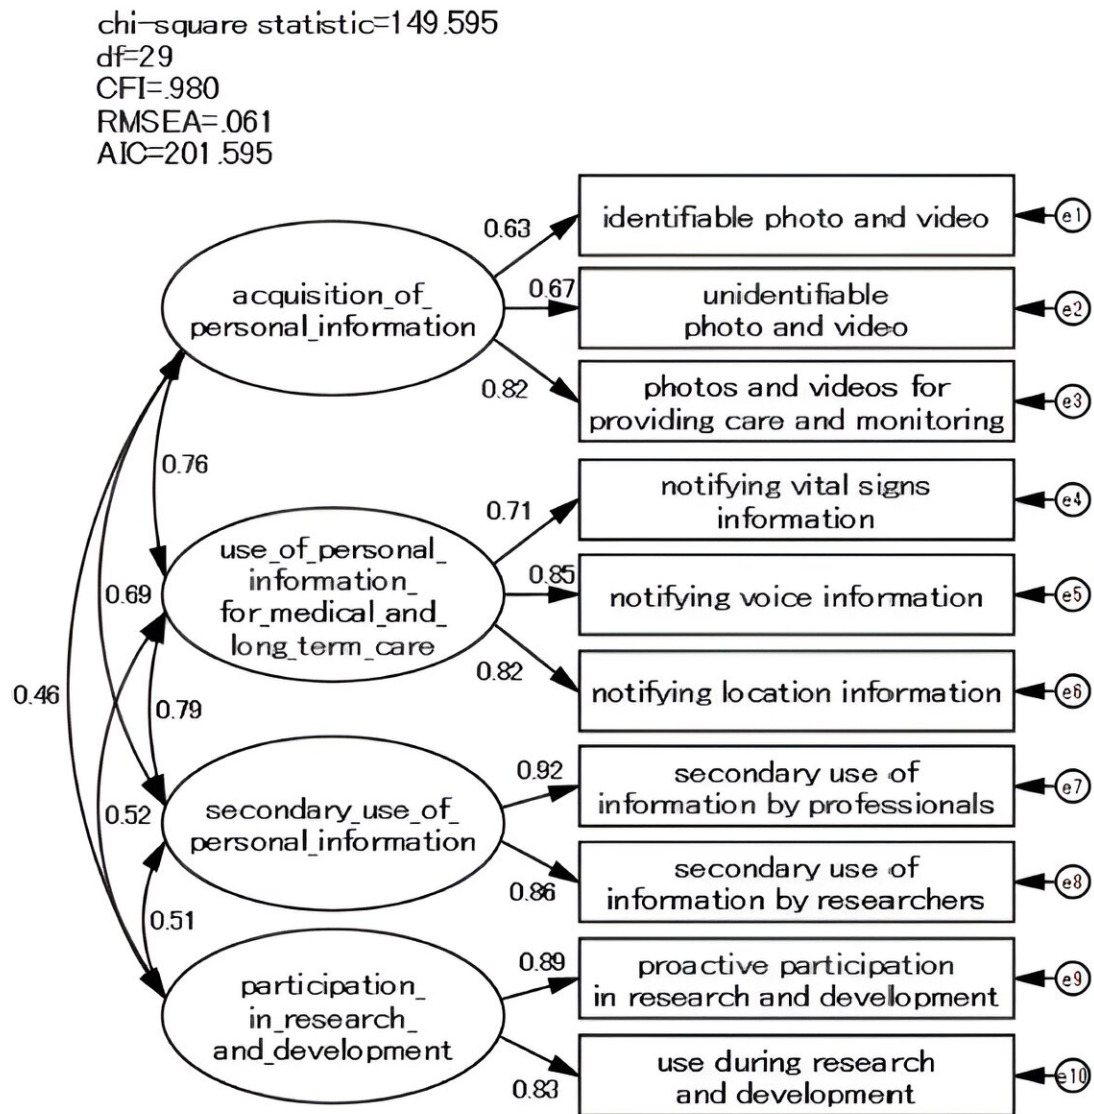 chi-square statistic=149.595
df=29
CFI=.980
RMSEA=.061
AIC=201.595
identifiable photo and video
e1
0.63
acquisition_of_
personal_information
0.67
unidentifiable
photo and video
e2
0.82
photos and videos for
providing care and monitoring
e3
0.76
0.71
notifying vital signs
information
e4
use_of_personal_
information_
for_medical_and_
long_term_care
0.85
notifying voice information
e5
0.69
0.82
notifying location information
e6
0.46
0.79
0.92
secondary use of
information by professionals
e7
secondary_use_of_
personal_information
0.52
0.86
secondary use of
information by researchers
e8
0.51
0.89
proactive participation
in research and development
e9
participation_
in_research_
and_development
0.83
use during research
and development
e10